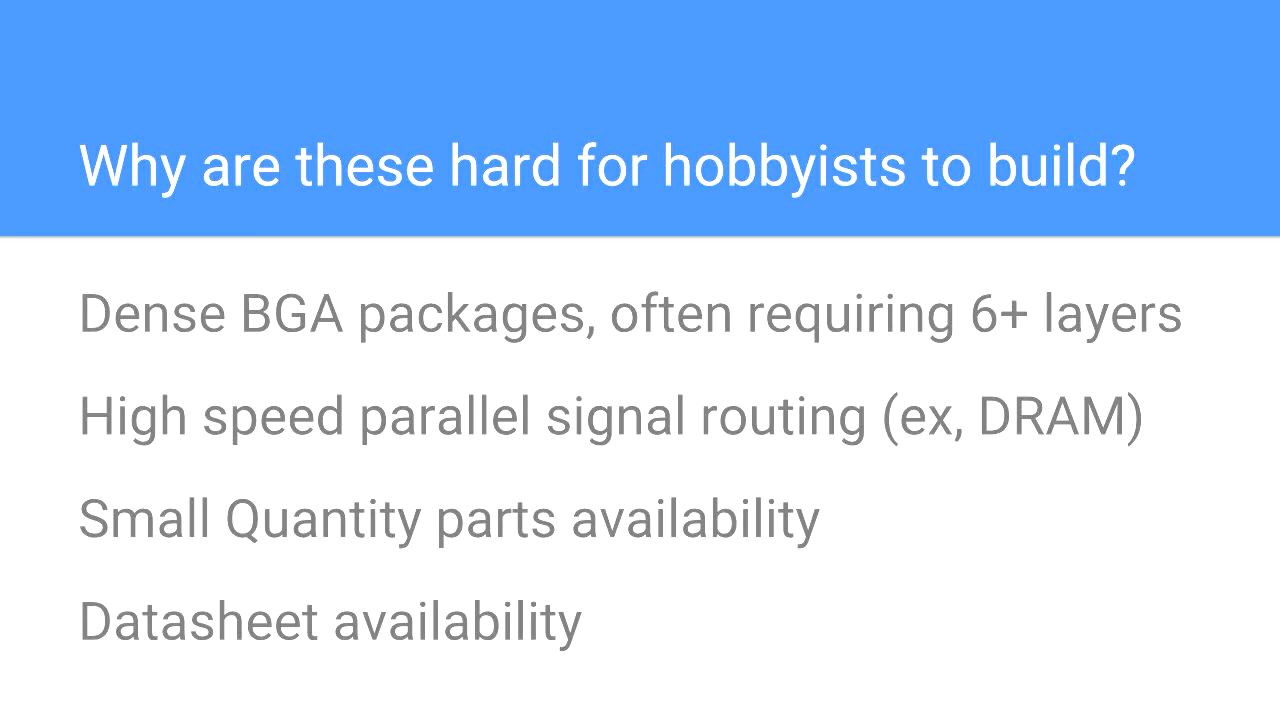 Why are these hard for hobbyists to build?
Dense BGA packages, often requiring 6+ layers
High speed parallel signal routing (ex, DRAM)
Small Quantity parts availability
Datasheet availability